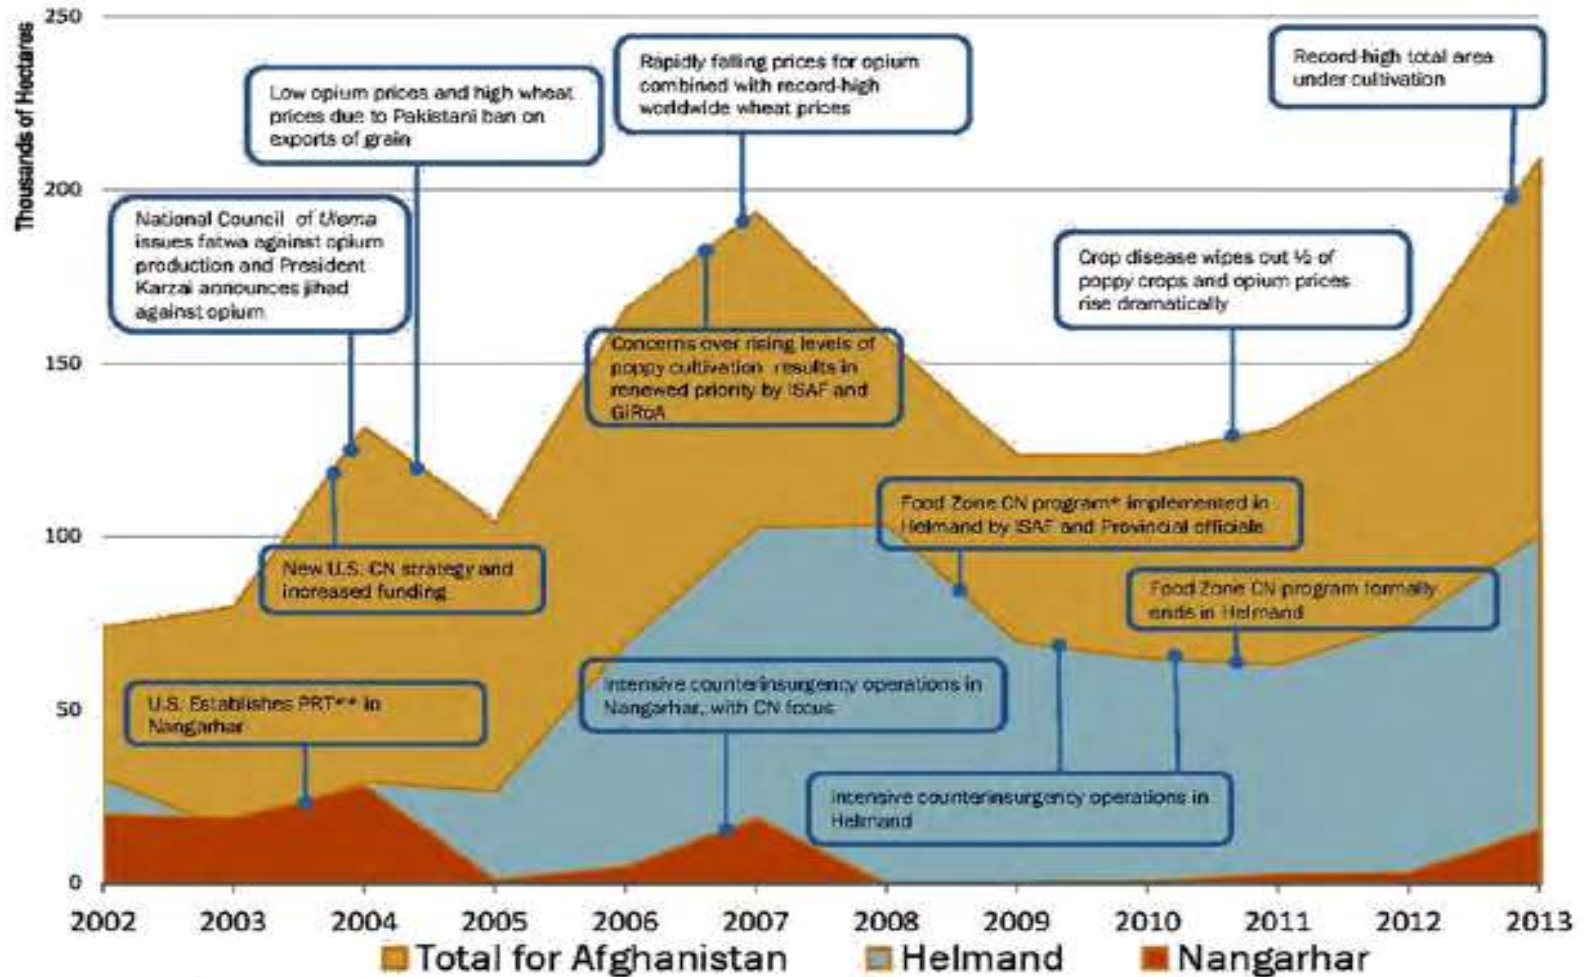 Thousands of Hectares
250
200
150
100
50
0
Low opium prices and high wheat
prices due to Pakistani ban on
exports of grain
Rapidly falling prices for opium
combined with record-high
worldwide wheat prices
Record-high total area
under cultivation
National Council of Ulema
issues fatwa against opium
production and President
Karzai announces jihad
against opium.
Crop disease wipes out ½ of
poppy crops and opium prices
rise dramatically
Concerns over rising levels of
poppy cultivation results in
renewed priority by ISAF and
GIRoA
New U.S. CN strategy and
increased funding
Food Zone CN program* implemented in
Helmand by ISAF and Provincial officials
Food Zone CN program formally
ends in Helmand
U.S. Establishes PRT** in
Nangarhar
Intensive counterinsurgency operations in
Nangarhar, with CN focus
Intensive counterinsurgency operations in
Helmand
2002 2003 2004 2005 2006 2007 2008 2009 2010 2011 2012 2013
Total for Afghanistan Helmand Nangarhar